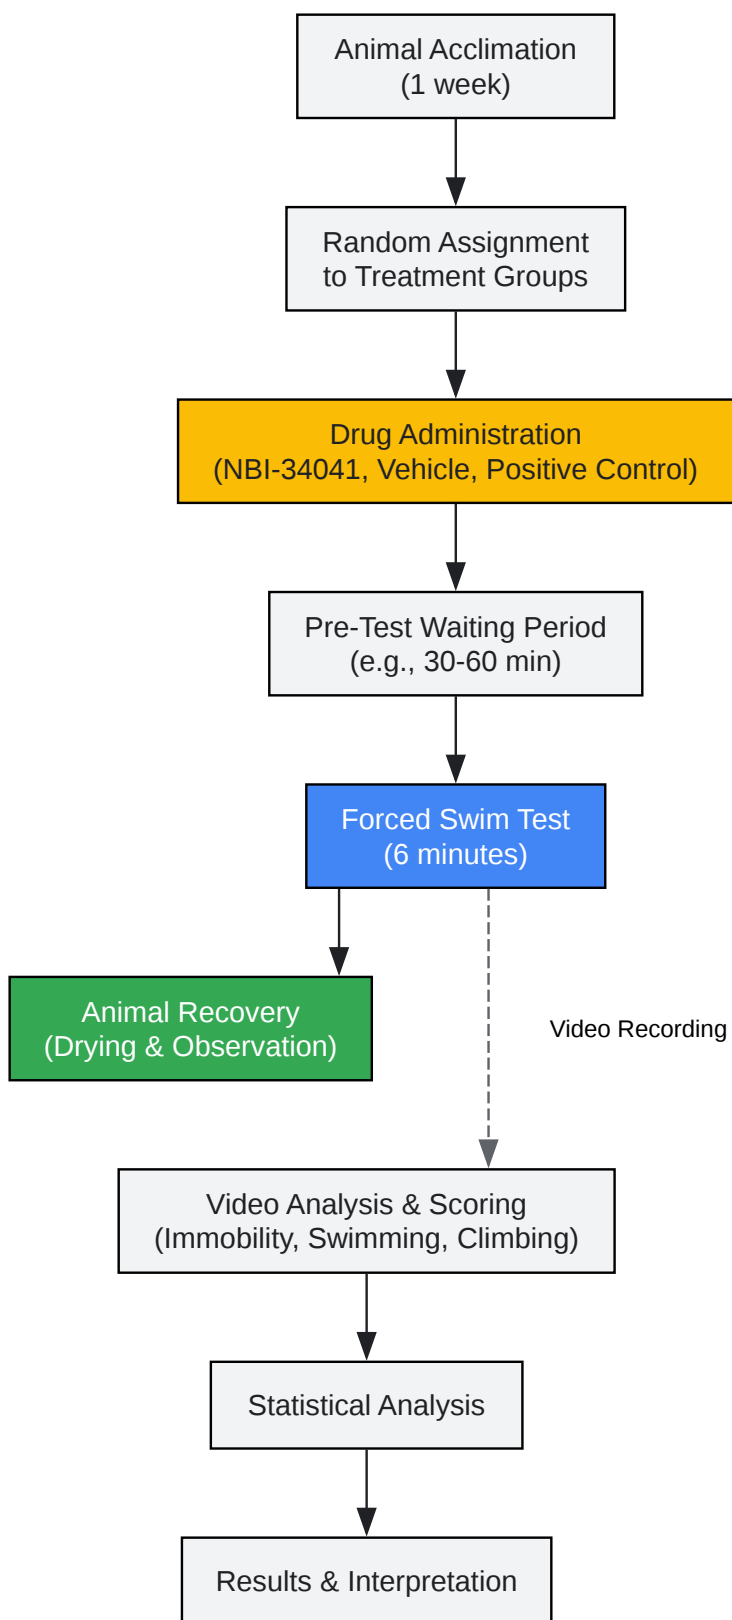 Animal Acclimation
(1 week)
Random Assignment
to Treatment Groups
Drug Administration
(NBI-34041, Vehicle, Positive Control)
Pre-Test Waiting Period
(e.g., 30-60 min)
Forced Swim Test
(6 minutes)
Animal Recovery
(Drying & Observation)
Video Recording
Video Analysis & Scoring
(Immobility, Swimming, Climbing)
Statistical Analysis
Results & Interpretation